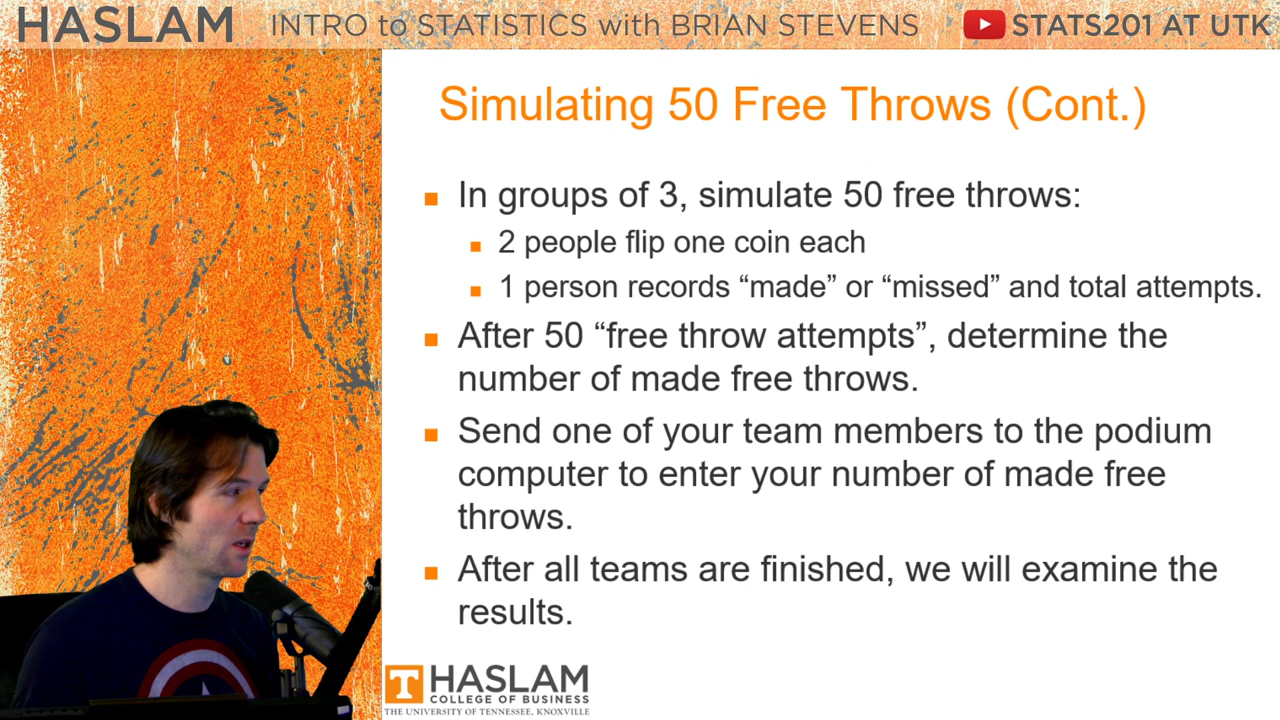 HASLAM INTRO to STATISTICS with BRIAN STEVENS STATS201 AT UTK
Simulating 50 Free Throws (Cont.)
In groups of 3, simulate 50 free throws:
2 people flip one coin each
1 person records “made” or “missed” and total attempts.
After 50 “free throw attempts”, determine the
number of made free throws.
Send one of your team members to the podium
computer to enter your number of made free
throws.
After all teams are finished, we will examine the
results.
T HASLAM
COLLEGE OF BUSINESS
THE UNIVERSITY OF TENNESSEE, KNOXVILLE